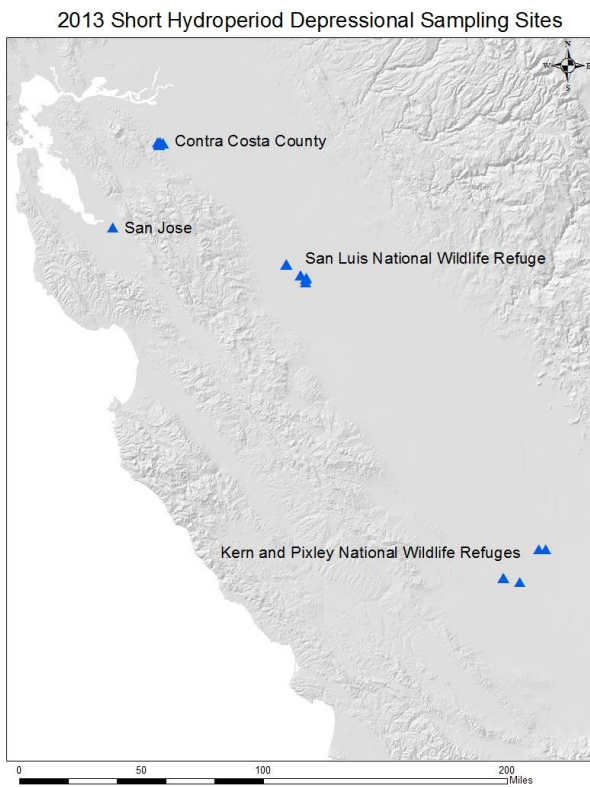 2013 Short Hydroperiod Depressional Sampling Sites
N
W E
S
Contra Costa County
San Jose
San Luis National Wildlife Refuge
Kern and Pixley National Wildlife Refuges
0 50 100 200
Miles